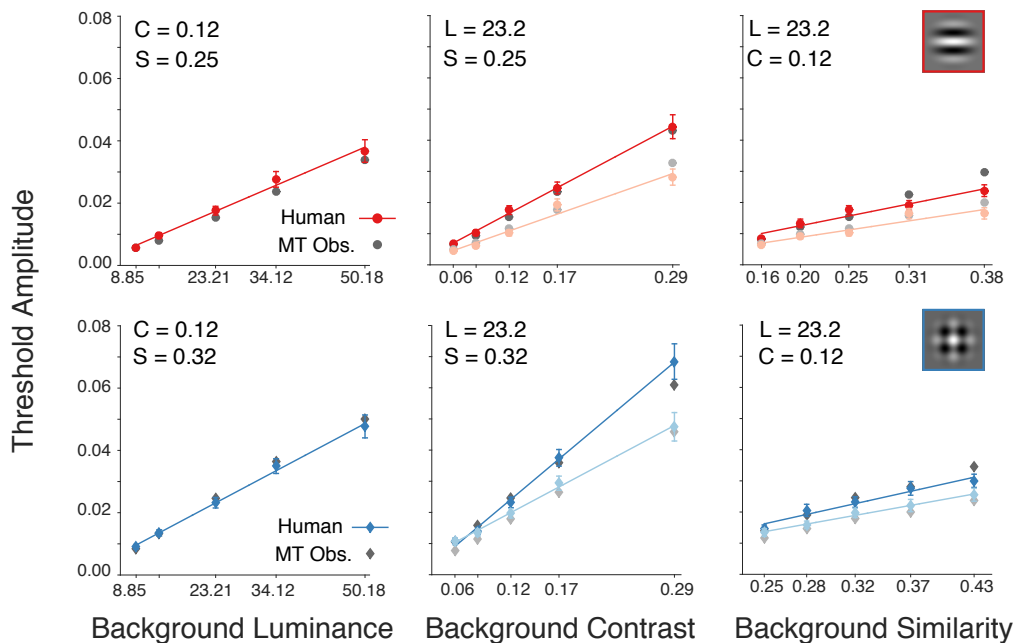 Threshold Amplitude
0.08
0.06
0.04
0.02
0.00
C = 0.12
S = 0.25
Human
MT Obs.
8.85 23.21 34.12 50.18
L = 23.2
S = 0.25
0.06 0.12 0.17 0.29
L = 23.2
C = 0.12
0.16 0.20 0.25 0.31 0.38
0.08
0.06
0.04
0.02
0.00
C = 0.12
S = 0.32
Human
MT Obs.
8.85 23.21 34.12 50.18
Background Luminance
L = 23.2
S = 0.32
0.06 0.12 0.17 0.29
Background Contrast
L = 23.2
C = 0.12
0.25 0.28 0.32 0.37 0.43
Background Similarity